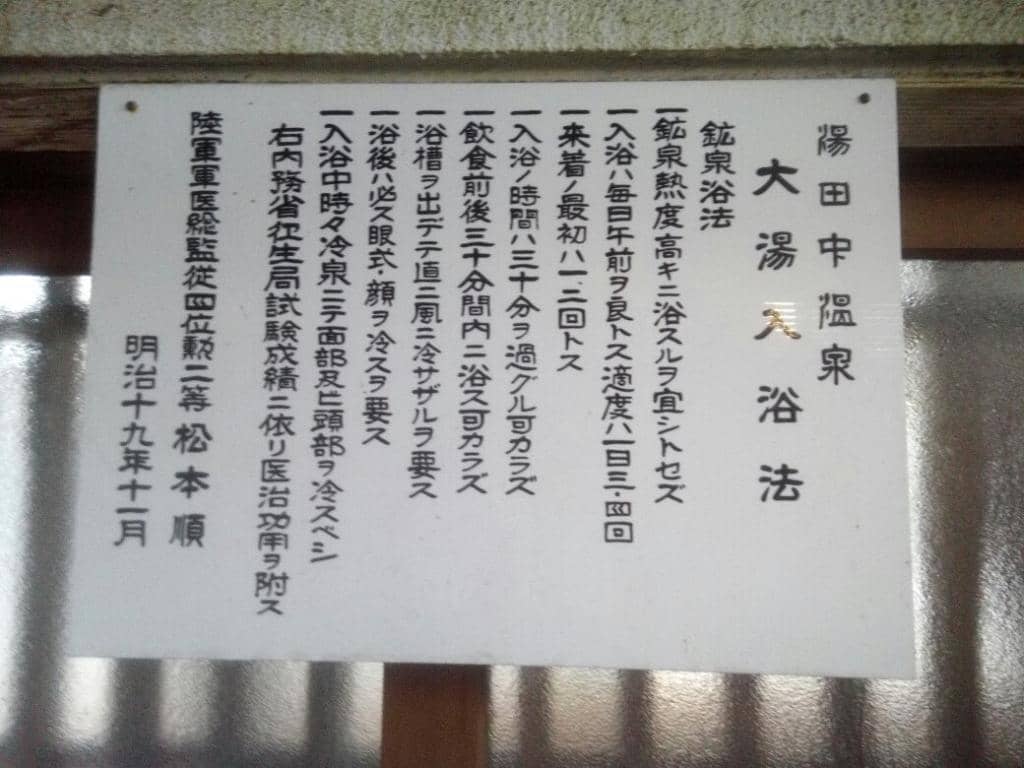 湯田中温泉
大湯入浴法
鉱泉浴法
一鉱泉熱度高キニ浴スルヲ宜シトセズ
一入浴ハ毎日午前ヲ良トス適度ハ一日三・四回
一来着ノ最初ハ一、二回トス
一入浴ノ時間ハ三十分ヲ過グル可カラズ
一飲食前後三十分間内ニ浴ス可カラズ
一浴槽ヲ出デテ直ニ風ニ冷サザルヲ要ス
一浴後ハ必ス眼式・顔ヲ冷スヲ要ス
一入浴中時々冷泉ニテ面部及ヒ頭部ヲ冷スベシ
右内務省衛生局試験成績ニ依リ医治功用ヲ附ス
陸軍軍医総監従四位勲二等 松本順
明治十九年十一月